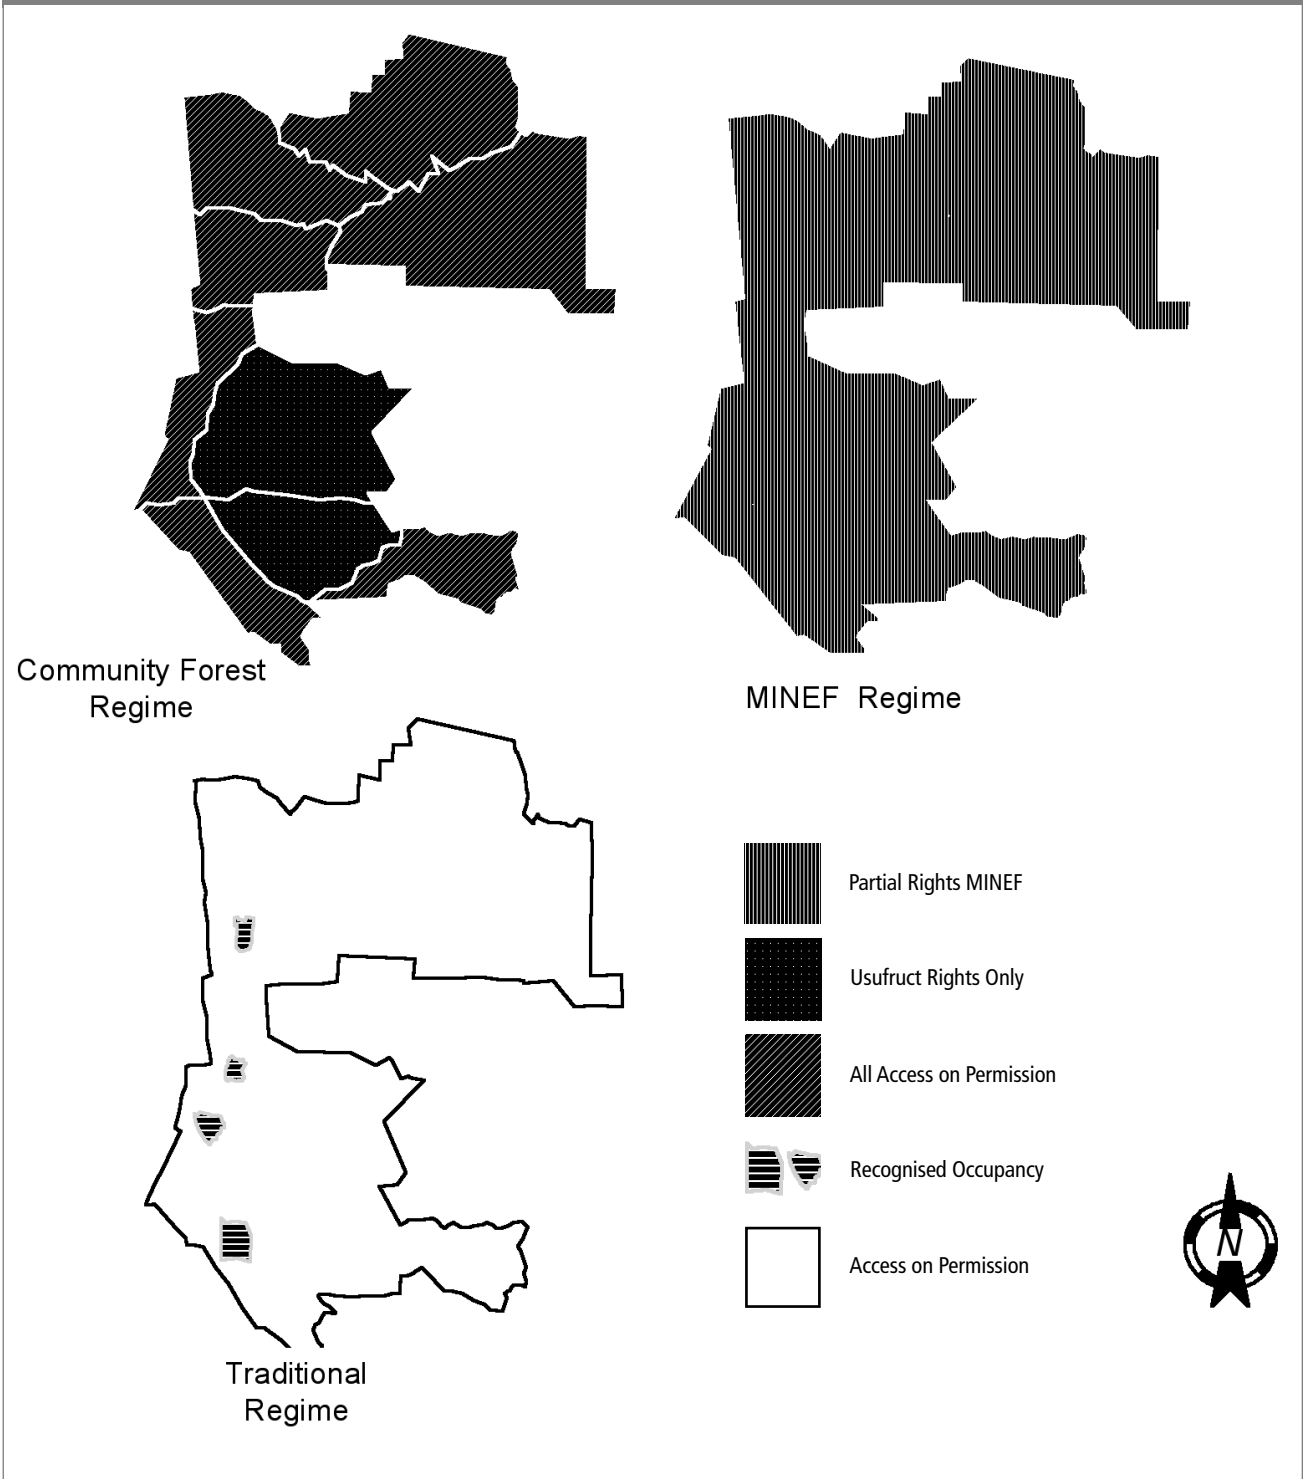 Community Forest
Regime
MINEF Regime
Partial Rights MINEF
Usufruct Rights Only
All Access on Permission
Recognised Occupancy
Access on Permission
N
Traditional
Regime